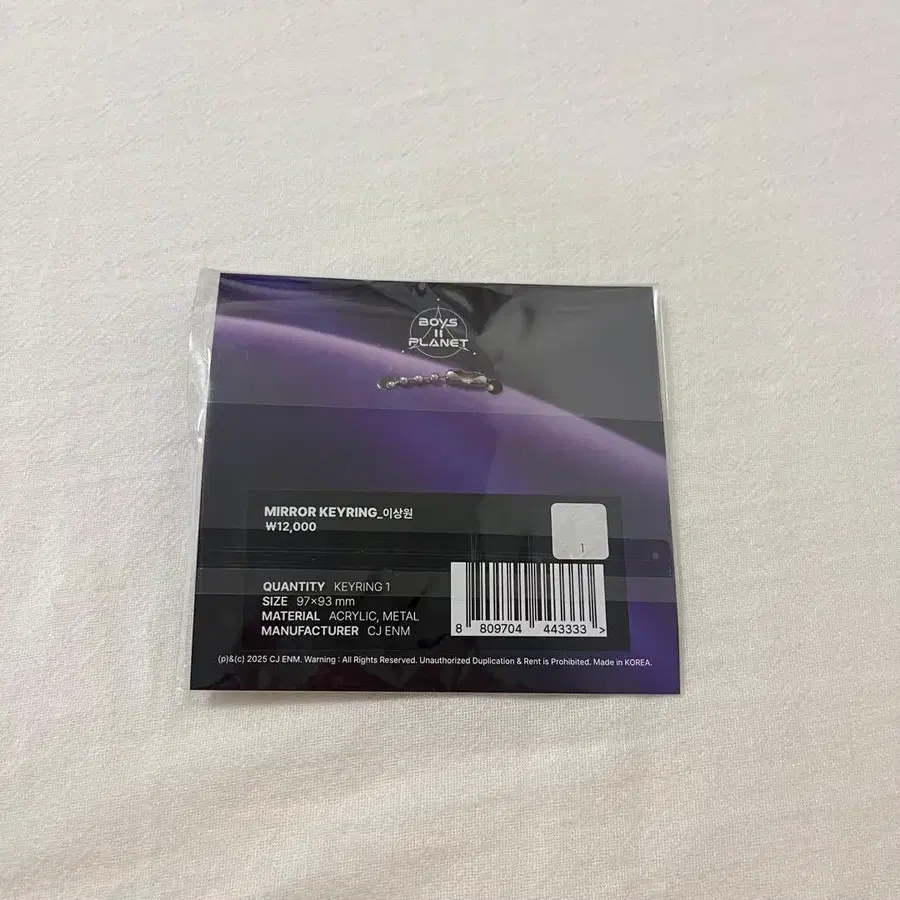 BOYS
II
PLANET
MIRROR KEYRING_이상원
₩12,000
1
QUANTITY KEYRING 1
SIZE 97×93 mm
MATERIAL ACRYLIC, METAL
MANUFACTURER CJ ENM
8 809704 443333 >
(p)&(c) 2025 CJ ENM. Warning : All Rights Reserved. Unauthorized Duplication & Rent is Prohibited. Made in KOREA.